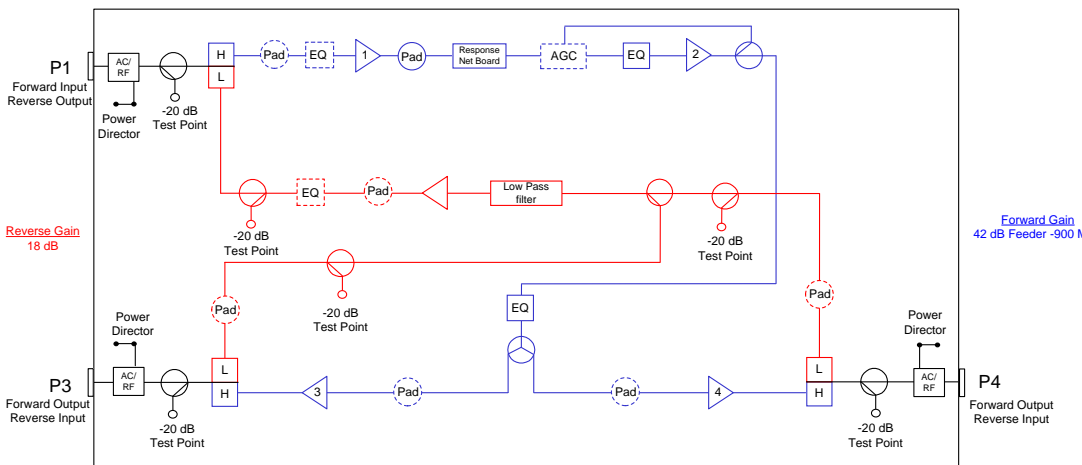 P1
Forward Input
Reverse Output
AC/
RF
Power
Director
-20 dB
Test Point
H
L
Pad
EQ
1
Pad
Response
Net Board
AGC
EQ
2
-20 dB
Test Point
EQ
Pad
Low Pass
filter
-20 dB
Test Point
Reverse Gain
18 dB
Forward Gain
42 dB Feeder -900 M
-20 dB
Test Point
Pad
Pad
EQ
Power
Director
P3
Forward Output
Reverse Input
AC/
RF
-20 dB
Test Point
L
H
3
Pad
Pad
4
L
H
-20 dB
Test Point
Power
Director
AC/
RF
P4
Forward Output
Reverse Input